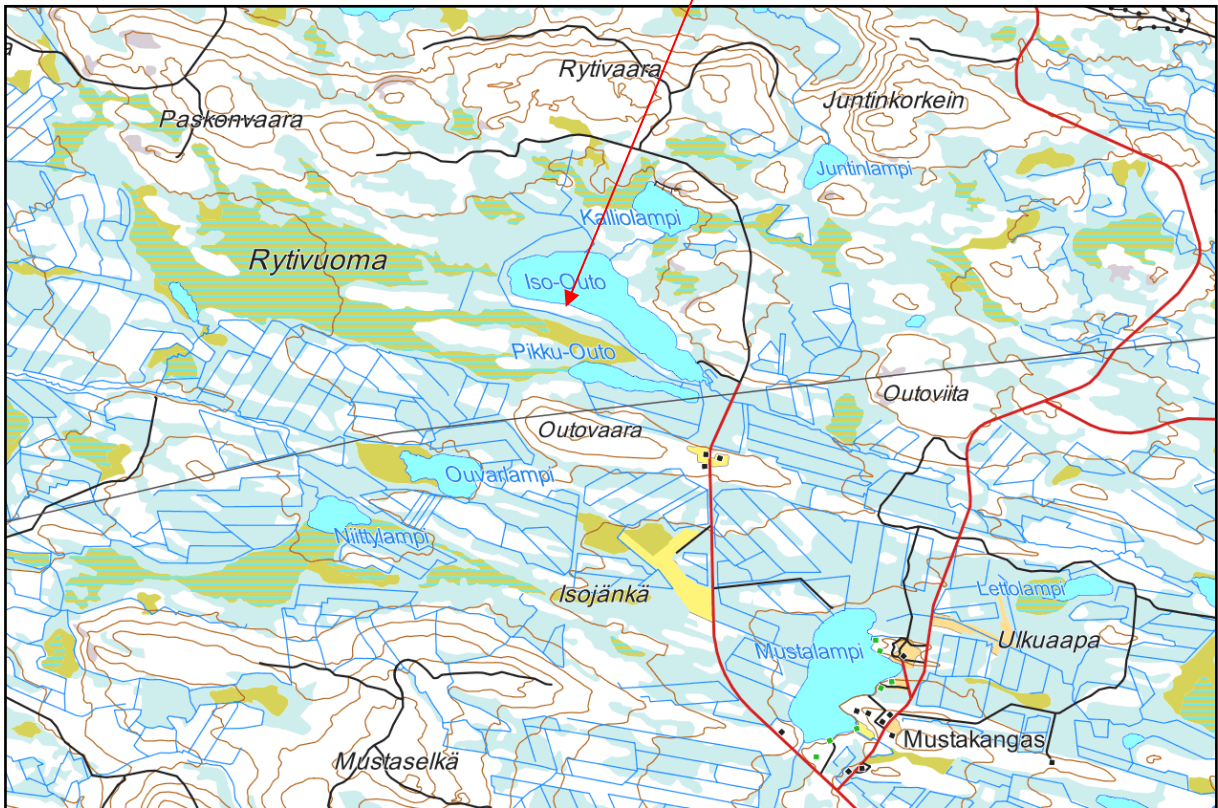 a
Rytivaara
Juntinkorkein
Paskonvaara
Juntinlampi
Kalliolampi
Rytivuoma
Iso-Outo
Pikku-Outo
Outoviita
Outovaara
Ouvarlampi
Niittylampi
Isojänkä
Lettolampi
Ulkuaapa
Mustalampi
Mustakangas
Mustaselkä